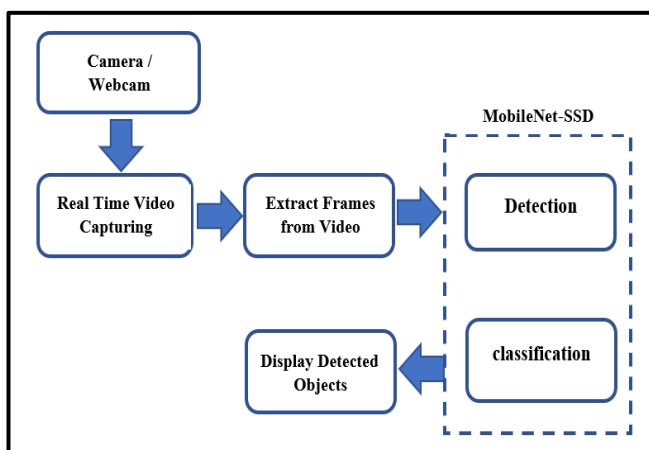 Camera /
Webcam
MobileNet-SSD
Real Time Video
Capturing
Extract Frames
from Video
Detection
classification
Display Detected
Objects